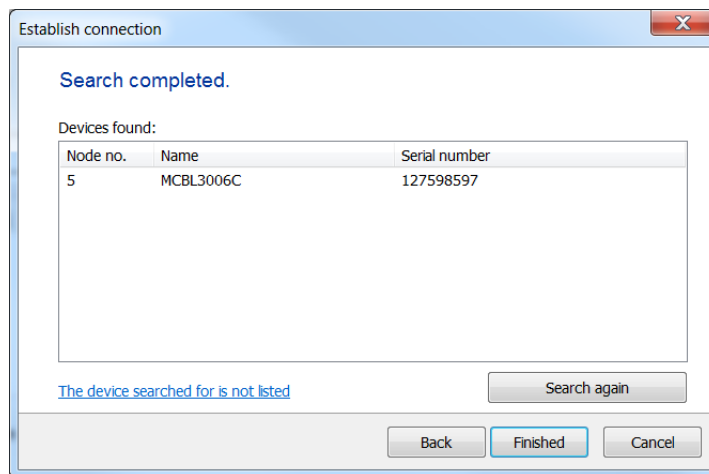 Establish connection
Search completed.
Devices found:
Node no. Name Serial number
5 MCBL3006C 127598597
The device searched for is not listed
Search again
Back Finished Cancel